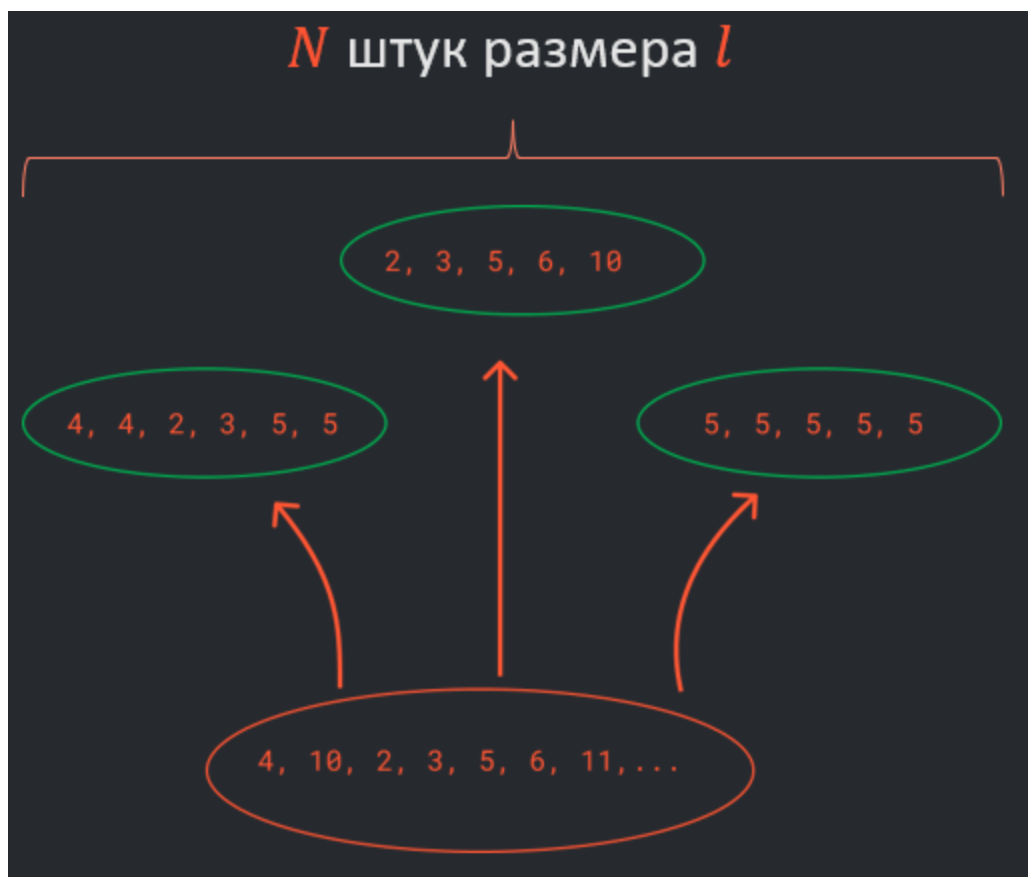 N штук размера l
2, 3, 5, 6, 10
4, 4, 2, 3, 5, 5
5, 5, 5, 5, 5
4, 10, 2, 3, 5, 6, 11,...